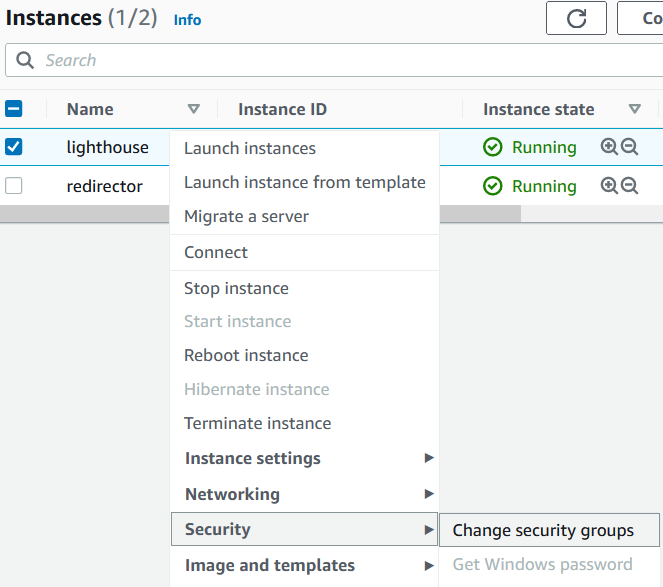 Instances (1/2) Info
Co
Search
Name Instance ID Instance state
lighthouse Running
redirector Running
Launch instances
Launch instance from template
Migrate a server
Connect
Stop instance
Start instance
Reboot instance
Hibernate instance
Terminate instance
Instance settings
Networking
Security
Change security groups
Image and templates
Get Windows password